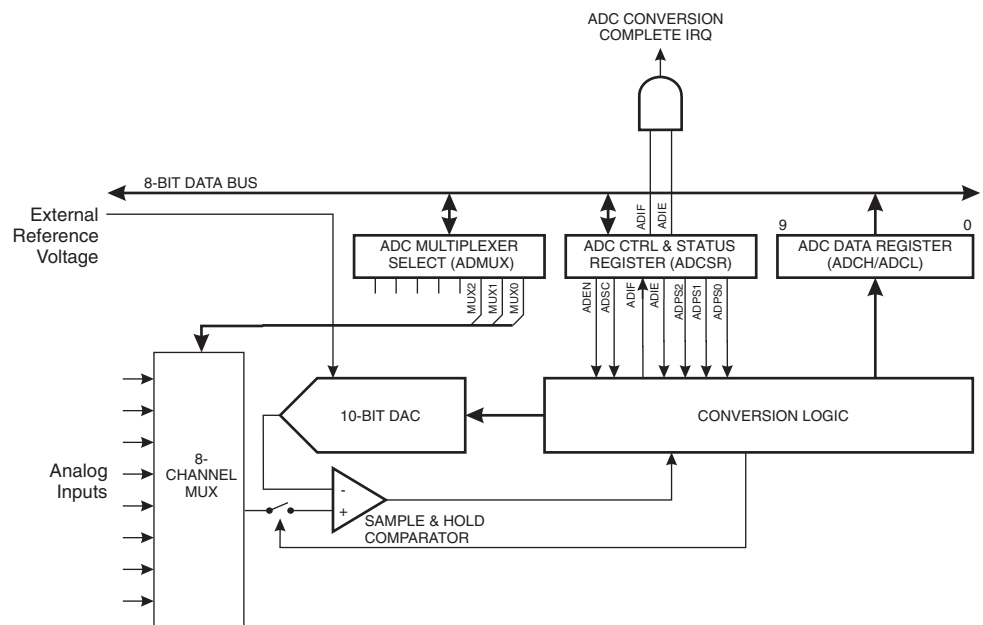 ADC CONVERSION
COMPLETE IRQ
8-BIT DATA BUS
External
Reference
Voltage
ADIF
ADIE
ADC MULTIPLEXER
SELECT (ADMUX)
ADC CTRL & STATUS
REGISTER (ADCSR)
9
0
ADC DATA REGISTER
(ADCH/ADCL)
MUX2
MUX1
MUX0
ADEN
ADSC
ADIF
ADIE
ADPS2
ADPS1
ADPS0
10-BIT DAC
CONVERSION LOGIC
Analog
Inputs
8-
CHANNEL
MUX
-
+
SAMPLE & HOLD
COMPARATOR